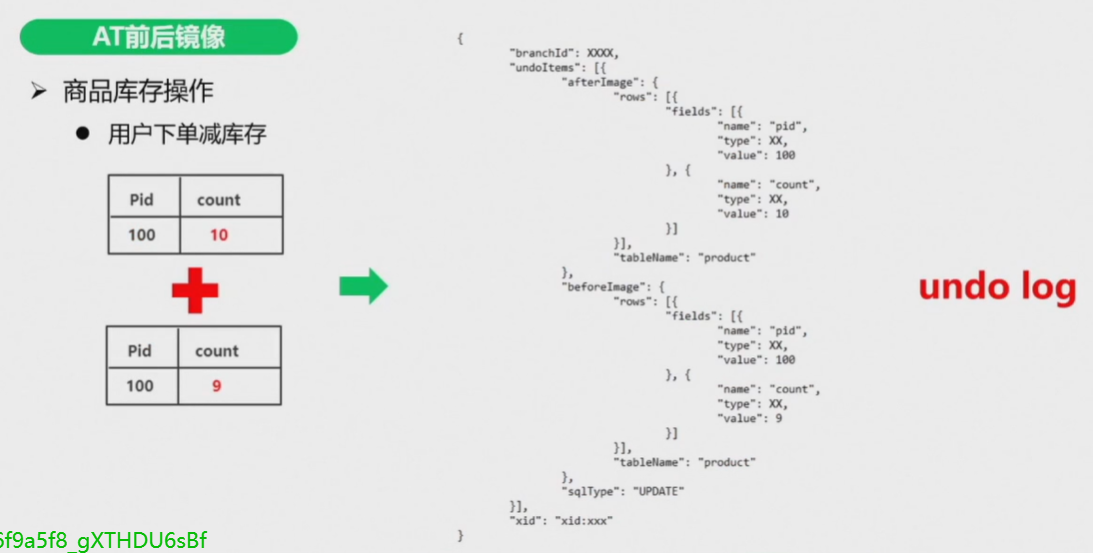 AT前后镜像
➢ 商品库存操作
● 用户下单减库存
Pid count
100 10
Pid count
100 9
{
"branchId": XXXX,
"undoItems": [{
"afterImage": {
"rows": [{
"fields": [{
"name": "pid",
"type": XX,
"value": 100
}, {
"name": "count",
"type": XX,
"value": 10
}]
}],
"tableName": "product"
},
"beforeImage": {
"rows": [{
"fields": [{
"name": "pid",
"type": XX,
"value": 100
}, {
"name": "count",
"type": XX,
"value": 9
}]
}],
"tableName": "product"
},
"sqlType": "UPDATE"
}],
"xid": "xid:xxx"
}
undo log
6f9a5f8_gXTHDU6sBf